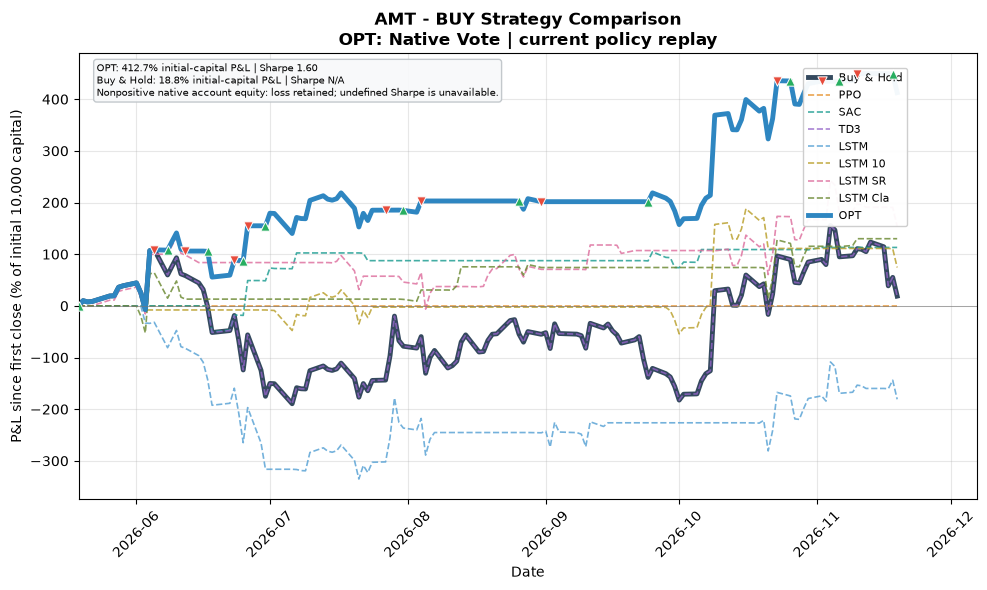 AMT - BUY Strategy Comparison
OPT: Native Vote | current policy replay
OPT: 412.7% initial-capital P&L | Sharpe 1.60
Buy & Hold: 18.8% initial-capital P&L | Sharpe N/A
Nonpositive native account equity: loss retained; undefined Sharpe is unavailable.
Buy & Hold
PPO
SAC
TD3
LSTM
LSTM 10
LSTM SR
LSTM Cla
OPT
P&L since first close (% of initial 10,000 capital)
400
300
200
100
0
−100
−200
−300
2026-06
2026-07
2026-08
2026-09
2026-10
2026-11
2026-12
Date